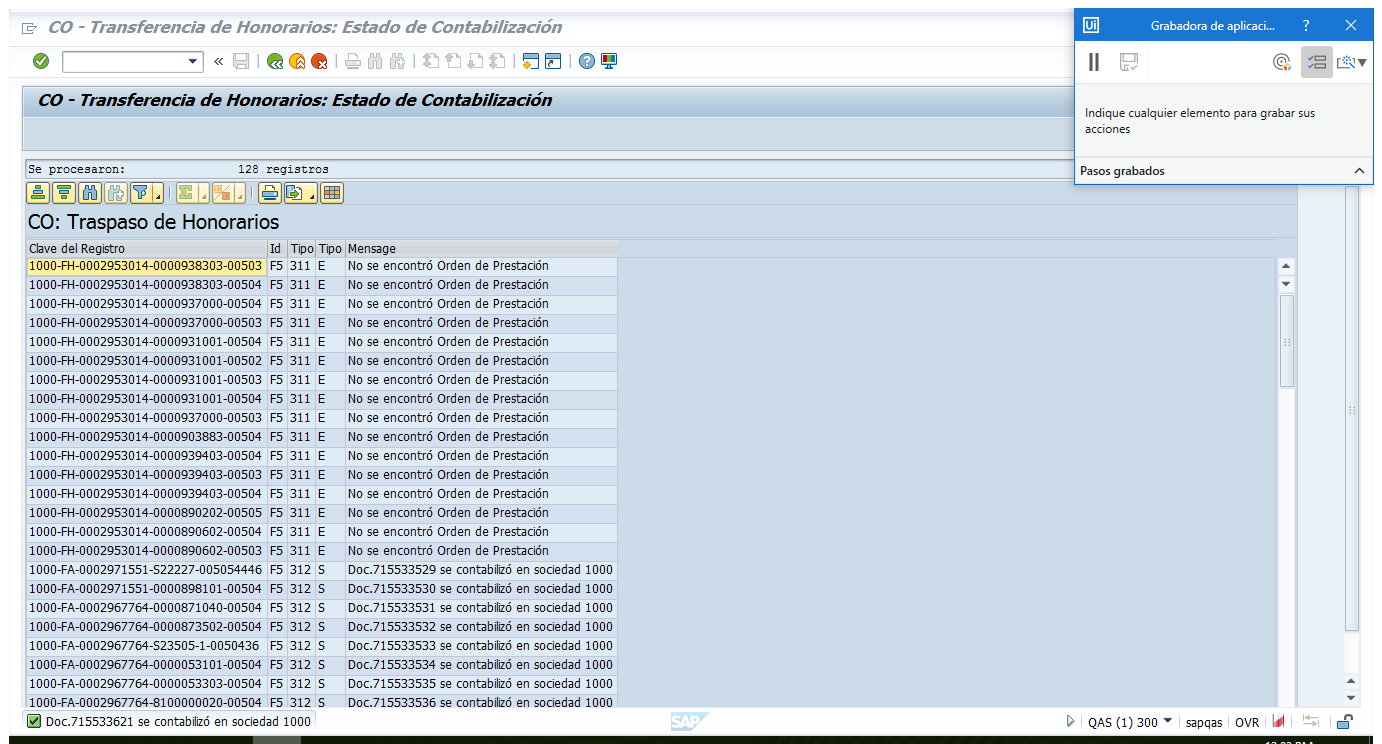 CO - Transferencia de Honorarios: Estado de Contabilización
Ui Grabadora de aplicaci... ?
Indique cualquier elemento para grabar sus
acciones
Pasos grabados
CO - Transferencia de Honorarios: Estado de Contabilización
Se procesaron: 128 registros
CO: Traspaso de Honorarios
Clave del Registro Id Tipo Tipo Mensage
1000-FH-0002953014-0000938303-00503 F5 311 E No se encontró Orden de Prestación
1000-FH-0002953014-0000938303-00504 F5 311 E No se encontró Orden de Prestación
1000-FH-0002953014-0000937000-00504 F5 311 E No se encontró Orden de Prestación
1000-FH-0002953014-0000937000-00503 F5 311 E No se encontró Orden de Prestación
1000-FH-0002953014-0000931001-00504 F5 311 E No se encontró Orden de Prestación
1000-FH-0002953014-0000931001-00502 F5 311 E No se encontró Orden de Prestación
1000-FH-0002953014-0000931001-00503 F5 311 E No se encontró Orden de Prestación
1000-FH-0002953014-0000931001-00504 F5 311 E No se encontró Orden de Prestación
1000-FH-0002953014-0000937000-00503 F5 311 E No se encontró Orden de Prestación
1000-FH-0002953014-0000903883-00504 F5 311 E No se encontró Orden de Prestación
1000-FH-0002953014-0000939403-00504 F5 311 E No se encontró Orden de Prestación
1000-FH-0002953014-0000939403-00503 F5 311 E No se encontró Orden de Prestación
1000-FH-0002953014-0000939403-00504 F5 311 E No se encontró Orden de Prestación
1000-FH-0002953014-0000890202-00505 F5 311 E No se encontró Orden de Prestación
1000-FH-0002953014-0000890602-00504 F5 311 E No se encontró Orden de Prestación
1000-FH-0002953014-0000890602-00503 F5 311 E No se encontró Orden de Prestación
1000-FA-0002971551-S22227-005054446 F5 312 S Doc.715533529 se contabilizó en sociedad 1000
1000-FA-0002971551-0000898101-00504 F5 312 S Doc.715533530 se contabilizó en sociedad 1000
1000-FA-0002967764-0000871040-00504 F5 312 S Doc.715533531 se contabilizó en sociedad 1000
1000-FA-0002967764-0000873502-00504 F5 312 S Doc.715533532 se contabilizó en sociedad 1000
1000-FA-0002967764-S23505-1-0050436 F5 312 S Doc.715533533 se contabilizó en sociedad 1000
1000-FA-0002967764-0000053101-00504 F5 312 S Doc.715533534 se contabilizó en sociedad 1000
1000-FA-0002967764-0000053303-00504 F5 312 S Doc.715533535 se contabilizó en sociedad 1000
1000-FA-0002967764-8100000020-00504 F5 312 S Doc.715533536 se contabilizó en sociedad 1000
Doc.715533621 se contabilizó en sociedad 1000 SAP QAS (1) 300 sapqas OVR